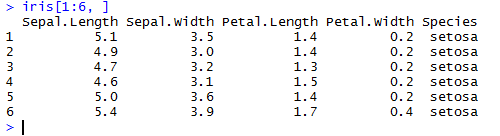 > iris[1:6, ]
  Sepal.Length Sepal.Width Petal.Length Petal.Width Species
1          5.1         3.5          1.4         0.2  setosa
2          4.9         3.0          1.4         0.2  setosa
3          4.7         3.2          1.3         0.2  setosa
4          4.6         3.1          1.5         0.2  setosa
5          5.0         3.6          1.4         0.2  setosa
6          5.4         3.9          1.7         0.4  setosa
>